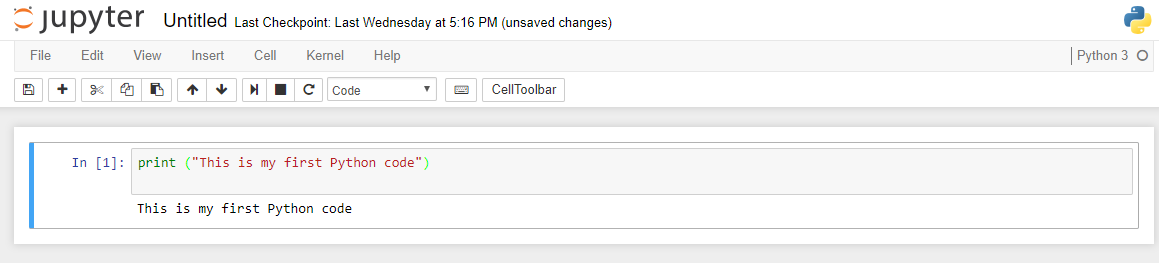 jupyter Untitled Last Checkpoint: Last Wednesday at 5:16 PM (unsaved changes)
File Edit View Insert Cell Kernel Help Python 3
Code CellToolbar
In [1]: print ("This is my first Python code")
This is my first Python code